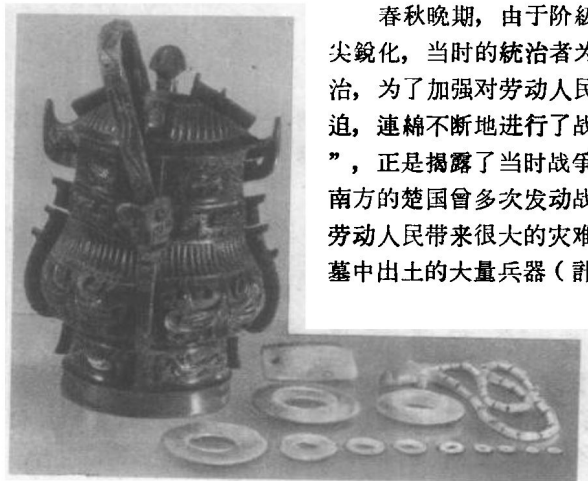 春秋晚期，由于阶級
尖銳化，当时的統治者为
治，为了加强对劳动人民
迫，連緜不断地进行了战
”，正是揭露了当时战爭
南方的楚国曾多次发动战
劳动人民带来很大的灾难
墓中出土的大量兵器（計